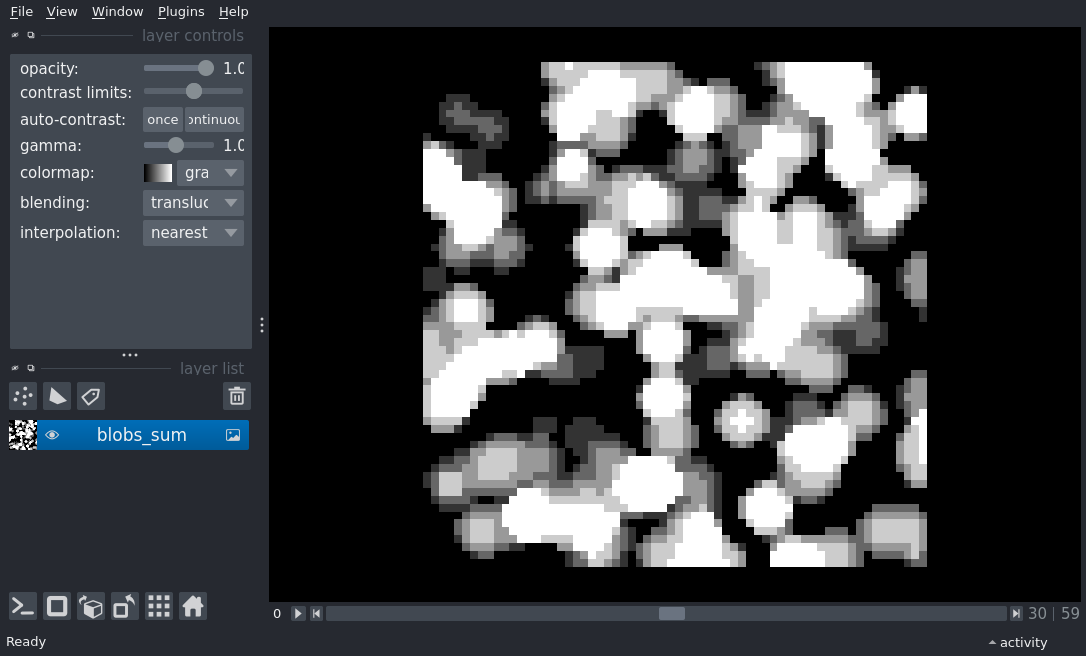 File View Window Plugins Help
layer controls
opacity: 1.0
contrast limits:
auto-contrast: once ontinuou
gamma: 1.0
colormap: gra
blending: transluc
interpolation: nearest
layer list
blobs_sum
0 30 | 59
Ready activity